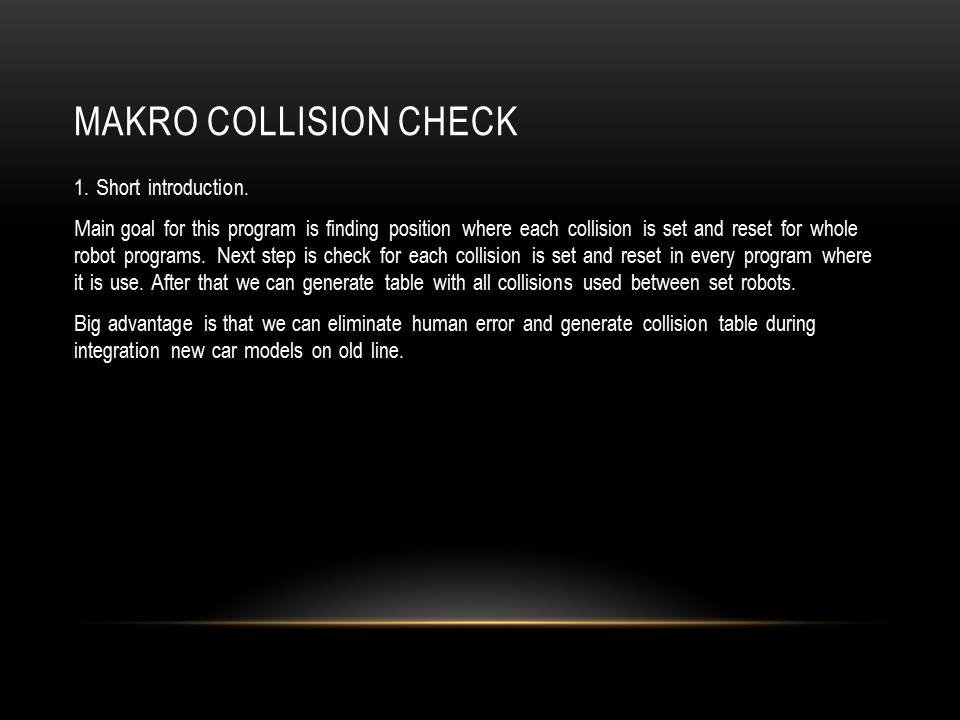 MAKRO COLLISION CHECK
1. Short introduction.
Main goal for this program is finding position where each collision is set and reset for whole
robot programs. Next step is check for each collision is set and reset in every program where
it is use. After that we can generate table with all collisions used between set robots.
Big advantage is that we can eliminate human error and generate collision table during
integration new car models on old line.